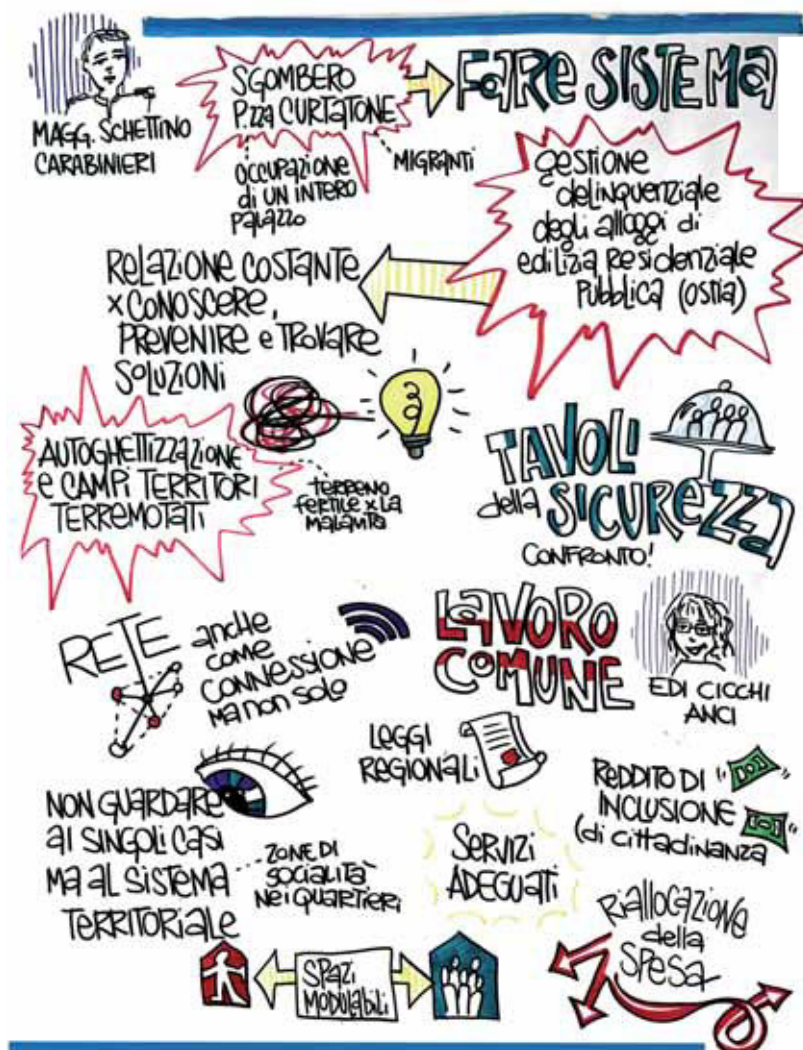 MAGG. SCHETTINO
CARABINIERI
SGOMBERO
P.ZZA CURTATONE
OCCUPAZIONE
di UN INTERO
PALAZZO
MIGRANTI
FARE SISTEMA
gestione
delinquenziale
degli alloggi di
edilizia Residenziale
Pubblica (OSTIA)
RELAZIONE COSTANTE
x CONOSCERE,
PREVENIRE e TROVARE
SOLUZIONI
AUTOGHETTIZZAZIONE
e CAMPI TERRITORI
TERREMOTATI
TERRENO
FERTILE x LA
MALAVITA
TAVOLI
della SICUREZZA
CONFRONTO!
RETE
anche
come
CONNESSIONE
ma non solo
LAVORO
COMUNE
EDI CICCHI
ANCI
LEGGI
REGIONALI
REDDITO DI
INCLUSIONE
(di cittadinanza
NON GUARDARE
AI SINGOLI CASI
MA AL SISTEMA
TERRITORIALE
ZONE DI
SOCIALITÀ
NEI QUARTIERI
SERVIZI
ADEGUATI
RIALLOCAZIONE
della
SPESA
SPAZI
MODULABILI